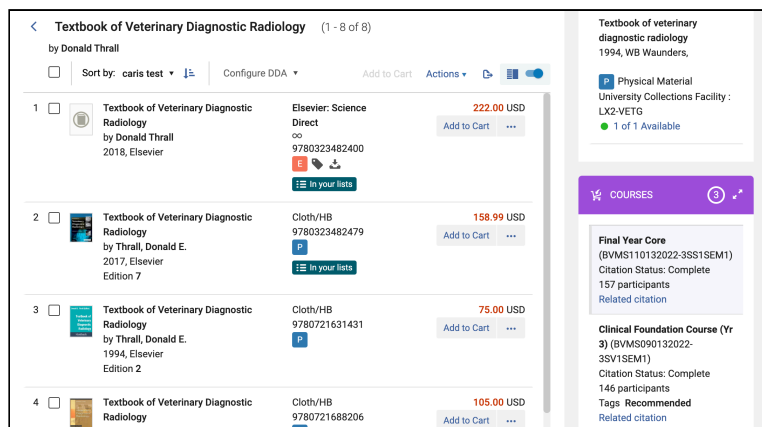 Textbook of Veterinary Diagnostic Radiology (1 - 8 of 8)
by Donald Thrall
Sort by: caris test Configure DDA Add to Cart Actions
1 Textbook of Veterinary Diagnostic Radiology
by Donald Thrall
2018, Elsevier
Elsevier: Science Direct
∞
9780323482400
E
In your lists
222.00 USD
Add to Cart ...
2 Textbook of Veterinary Diagnostic Radiology
by Thrall, Donald E.
2017, Elsevier
Edition 7
Cloth/HB
9780323482479
P
In your lists
158.99 USD
Add to Cart ...
3 Textbook of Veterinary Diagnostic Radiology
by Thrall, Donald E.
1994, Elsevier
Edition 2
Cloth/HB
9780721631431
P
75.00 USD
Add to Cart ...
4 Textbook of Veterinary Diagnostic Radiology
Cloth/HB
9780721688206
105.00 USD
Add to Cart ...
Textbook of veterinary
diagnostic radiology
1994, WB Waunders,
P Physical Material
University Collections Facility :
LX2-VETG
1 of 1 Available
COURSES 3
Final Year Core
(BVMS110132022-3SS1SEM1)
Citation Status: Complete
157 participants
Related citation
Clinical Foundation Course (Yr
3) (BVMS090132022-
3SV1SEM1)
Citation Status: Complete
146 participants
Tags Recommended
Related citation